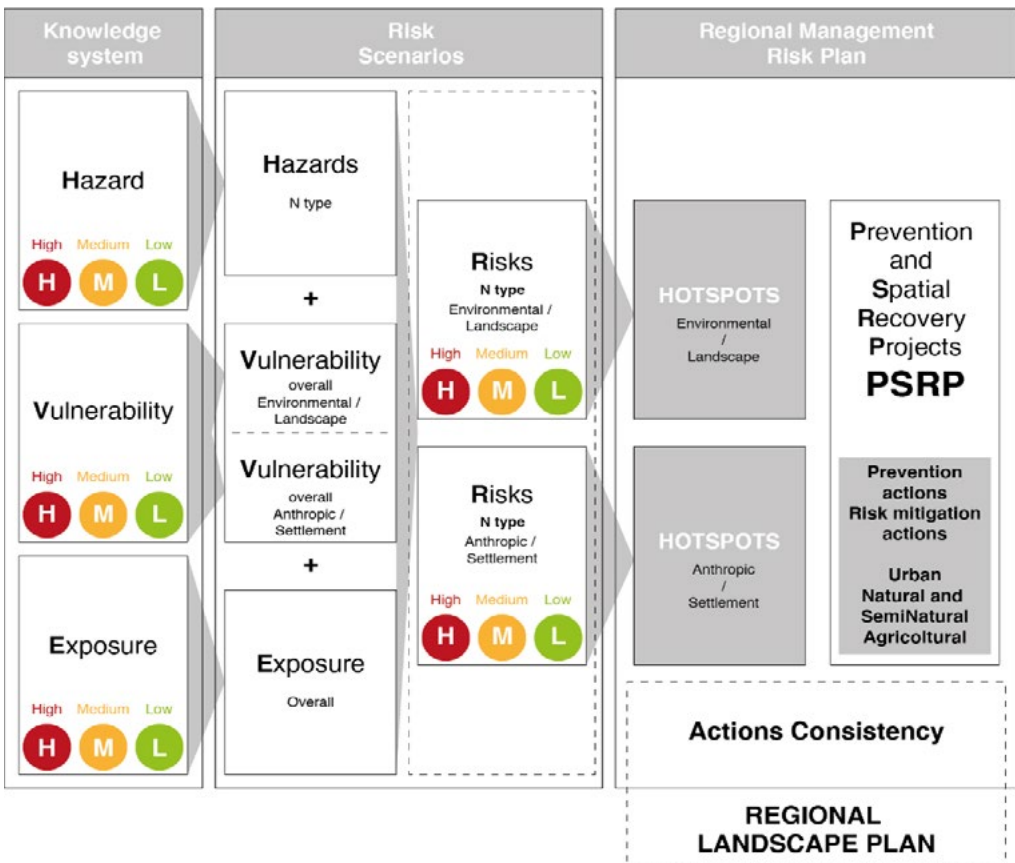 Knowledge
system
Risk
Scenarios
Regional Management
Risk Plan
Hazard
High Medium Low
H M L
Vulnerability
High Medium Low
H M L
Exposure
High Medium Low
H M L
Hazards
N type
+
Vulnerability
overall
Environmental /
Landscape
Vulnerability
overall
Anthropic /
Settlement
+
Exposure
Overall
Risks
N type
Environmental /
Landscape
High Medium Low
H M L
Risks
N type
Anthropic /
Settlement
High Medium Low
H M L
HOTSPOTS
Environmental
/
Landscape
HOTSPOTS
Anthropic
/
Settlement
Prevention
and
Spatial
Recovery
Projects
PSRP
Prevention
actions
Risk mitigation
actions
Urban
Natural and
SemiNatural
Agricoltural
Actions Consistency
REGIONAL
LANDSCAPE PLAN